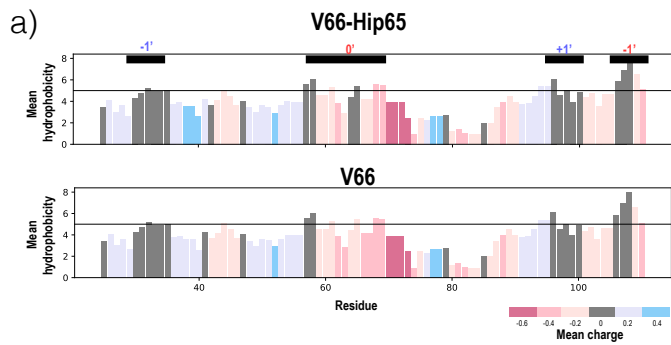 a)
V66-Hip65
-1'
0'
+1'
-1'
Mean
hydrophobicity
8
6
4
2
0
V66
Mean
hydrophobicity
8
6
4
2
0
40
60
80
100
Residue
-0.6
-0.4
-0.2
0
0.2
0.4
Mean charge